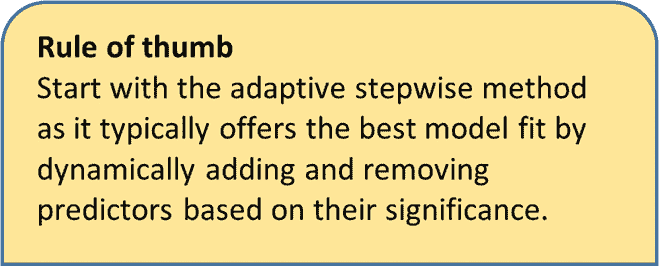 Rule of thumb
Start with the adaptive stepwise method
as it typically offers the best model fit by
dynamically adding and removing
predictors based on their significance.